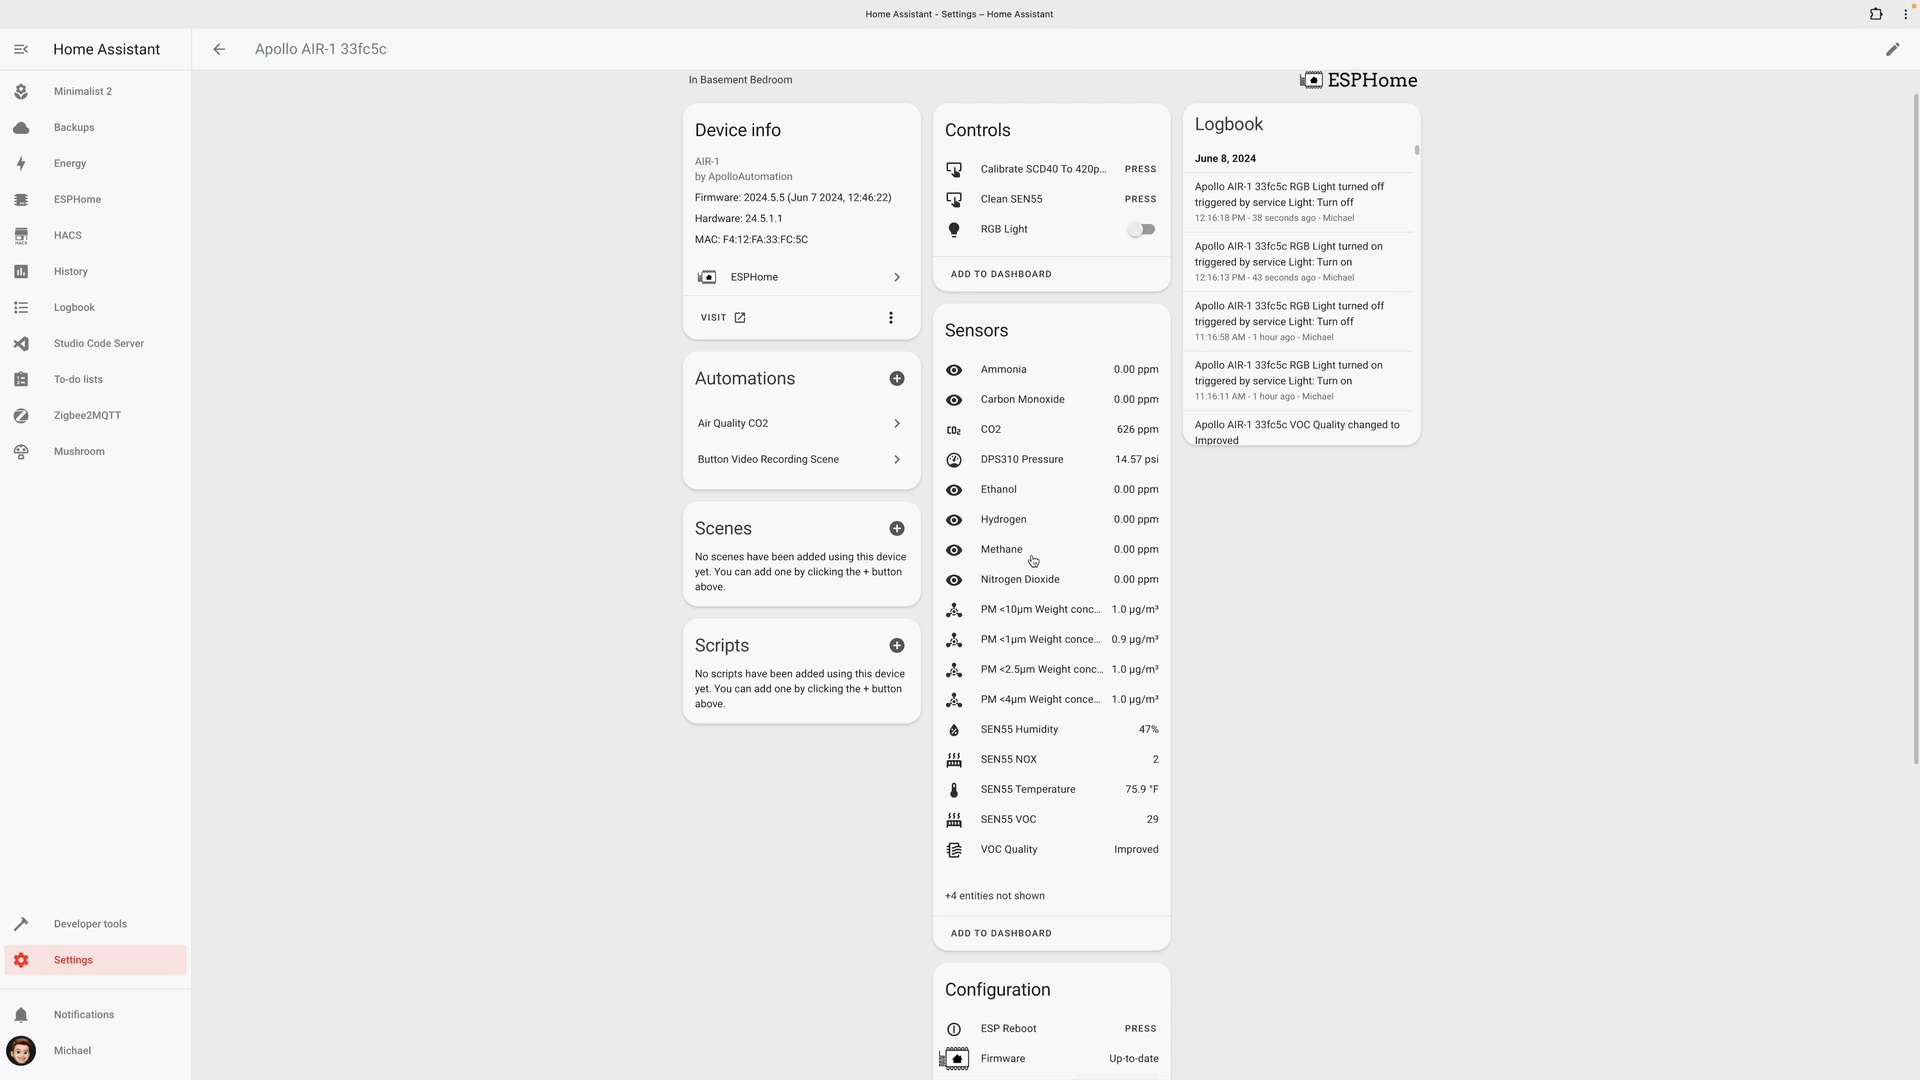 Home Assistant - Settings – Home Assistant
Home Assistant
Apollo AIR-1 33fc5c
Minimalist 2
Backups
Energy
ESPHome
HACS
HACS
History
Logbook
Studio Code Server
To-do lists
Zigbee2MQTT
Mushroom
Developer tools
Settings
Notifications
Michael
In Basement Bedroom
ESPHome
Device info
AIR-1
by ApolloAutomation
Firmware: 2024.5.5 (Jun 7 2024, 12:46:22)
Hardware: 24.5.1.1
MAC: F4:12:FA:33:FC:5C
ESPHome
VISIT
Automations
Air Quality CO2
Button Video Recording Scene
Scenes
No scenes have been added using this device
yet. You can add one by clicking the + button
above.
Scripts
No scripts have been added using this device
yet. You can add one by clicking the + button
above.
Controls
Calibrate SCD40 To 420p... PRESS
Clean SEN55 PRESS
RGB Light
ADD TO DASHBOARD
Sensors
Ammonia 0.00 ppm
Carbon Monoxide 0.00 ppm
CO₂ CO2 626 ppm
DPS310 Pressure 14.57 psi
Ethanol 0.00 ppm
Hydrogen 0.00 ppm
Methane 0.00 ppm
Nitrogen Dioxide 0.00 ppm
PM <10µm Weight conc... 1.0 µg/m³
PM <1µm Weight conce... 0.9 µg/m³
PM <2.5µm Weight conc... 1.0 µg/m³
PM <4µm Weight conce... 1.0 µg/m³
SEN55 Humidity 47%
SEN55 NOX 2
SEN55 Temperature 75.9 °F
SEN55 VOC 29
VOC Quality Improved
+4 entities not shown
ADD TO DASHBOARD
Configuration
ESP Reboot PRESS
Firmware Up-to-date
Logbook
June 8, 2024
Apollo AIR-1 33fc5c RGB Light turned off
triggered by service Light: Turn off
12:16:18 PM - 38 seconds ago - Michael
Apollo AIR-1 33fc5c RGB Light turned on
triggered by service Light: Turn on
12:16:13 PM - 43 seconds ago - Michael
Apollo AIR-1 33fc5c RGB Light turned off
triggered by service Light: Turn off
11:16:58 AM - 1 hour ago - Michael
Apollo AIR-1 33fc5c RGB Light turned on
triggered by service Light: Turn on
11:16:11 AM - 1 hour ago - Michael
Apollo AIR-1 33fc5c VOC Quality changed to
Improved